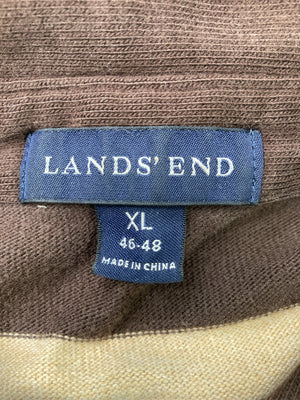 LANDS' END
XL
46-48
MADE IN CHINA